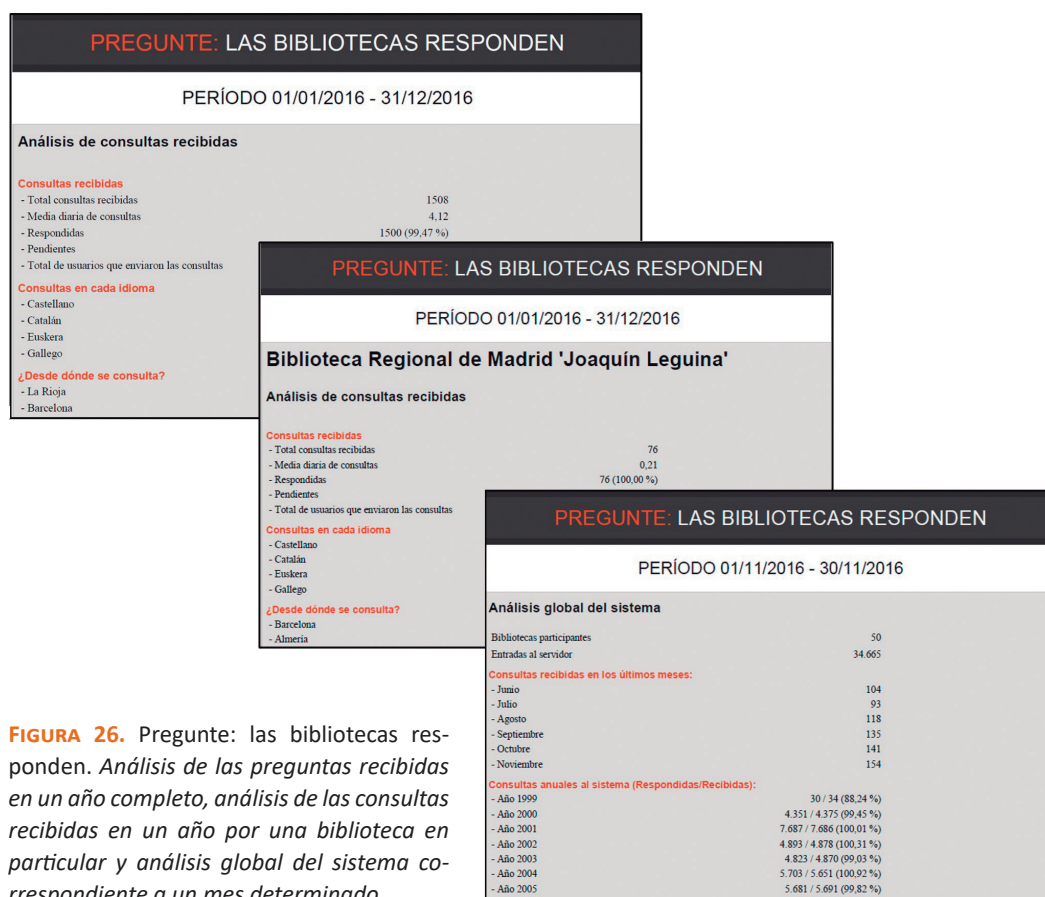 PREGUNTE: LAS BIBLIOTECAS RESPONDEN
PERÍODO 01/01/2016 - 31/12/2016
Análisis de consultas recibidas
Consultas recibidas
- Total consultas recibidas 1508
- Media diaria de consultas 4,12
- Respondidas 1500 (99,47 %)
- Pendientes
- Total de usuarios que enviaron las consultas
Consultas en cada idioma
- Castellano
- Catalán
- Euskera
- Gallego
¿Desde dónde se consulta?
- La Rioja
- Barcelona
PREGUNTE: LAS BIBLIOTECAS RESPONDEN
PERÍODO 01/01/2016 - 31/12/2016
Biblioteca Regional de Madrid 'Joaquín Leguina'
Análisis de consultas recibidas
Consultas recibidas
- Total consultas recibidas 76
- Media diaria de consultas 0,21
- Respondidas 76 (100,00 %)
- Pendientes
- Total de usuarios que enviaron las consultas
Consultas en cada idioma
- Castellano
- Catalán
- Euskera
- Gallego
¿Desde dónde se consulta?
- Barcelona
- Almería
PREGUNTE: LAS BIBLIOTECAS RESPONDEN
PERÍODO 01/11/2016 - 30/11/2016
Análisis global del sistema
Bibliotecas participantes 50
Entradas al servidor 34.665
Consultas recibidas en los últimos meses:
- Junio 104
- Julio 93
- Agosto 118
- Septiembre 135
- Octubre 141
- Noviembre 154
Consultas anuales al sistema (Respondidas/Recibidas):
- Año 1999 30 / 34 (88,24 %)
- Año 2000 4.351 / 4.375 (99,45 %)
- Año 2001 7.687 / 7.686 (100,01 %)
- Año 2002 4.893 / 4.878 (100,31 %)
- Año 2003 4.823 / 4.870 (99,03 %)
- Año 2004 5.703 / 5.651 (100,92 %)
- Año 2005 5.681 / 5.691 (99,82 %)
FIGURA 26. Pregunte: las bibliotecas res-
ponden. Análisis de las preguntas recibidas
en un año completo, análisis de las consultas
recibidas en un año por una biblioteca en
particular y análisis global del sistema co-
rrespondiente a un mes determinado